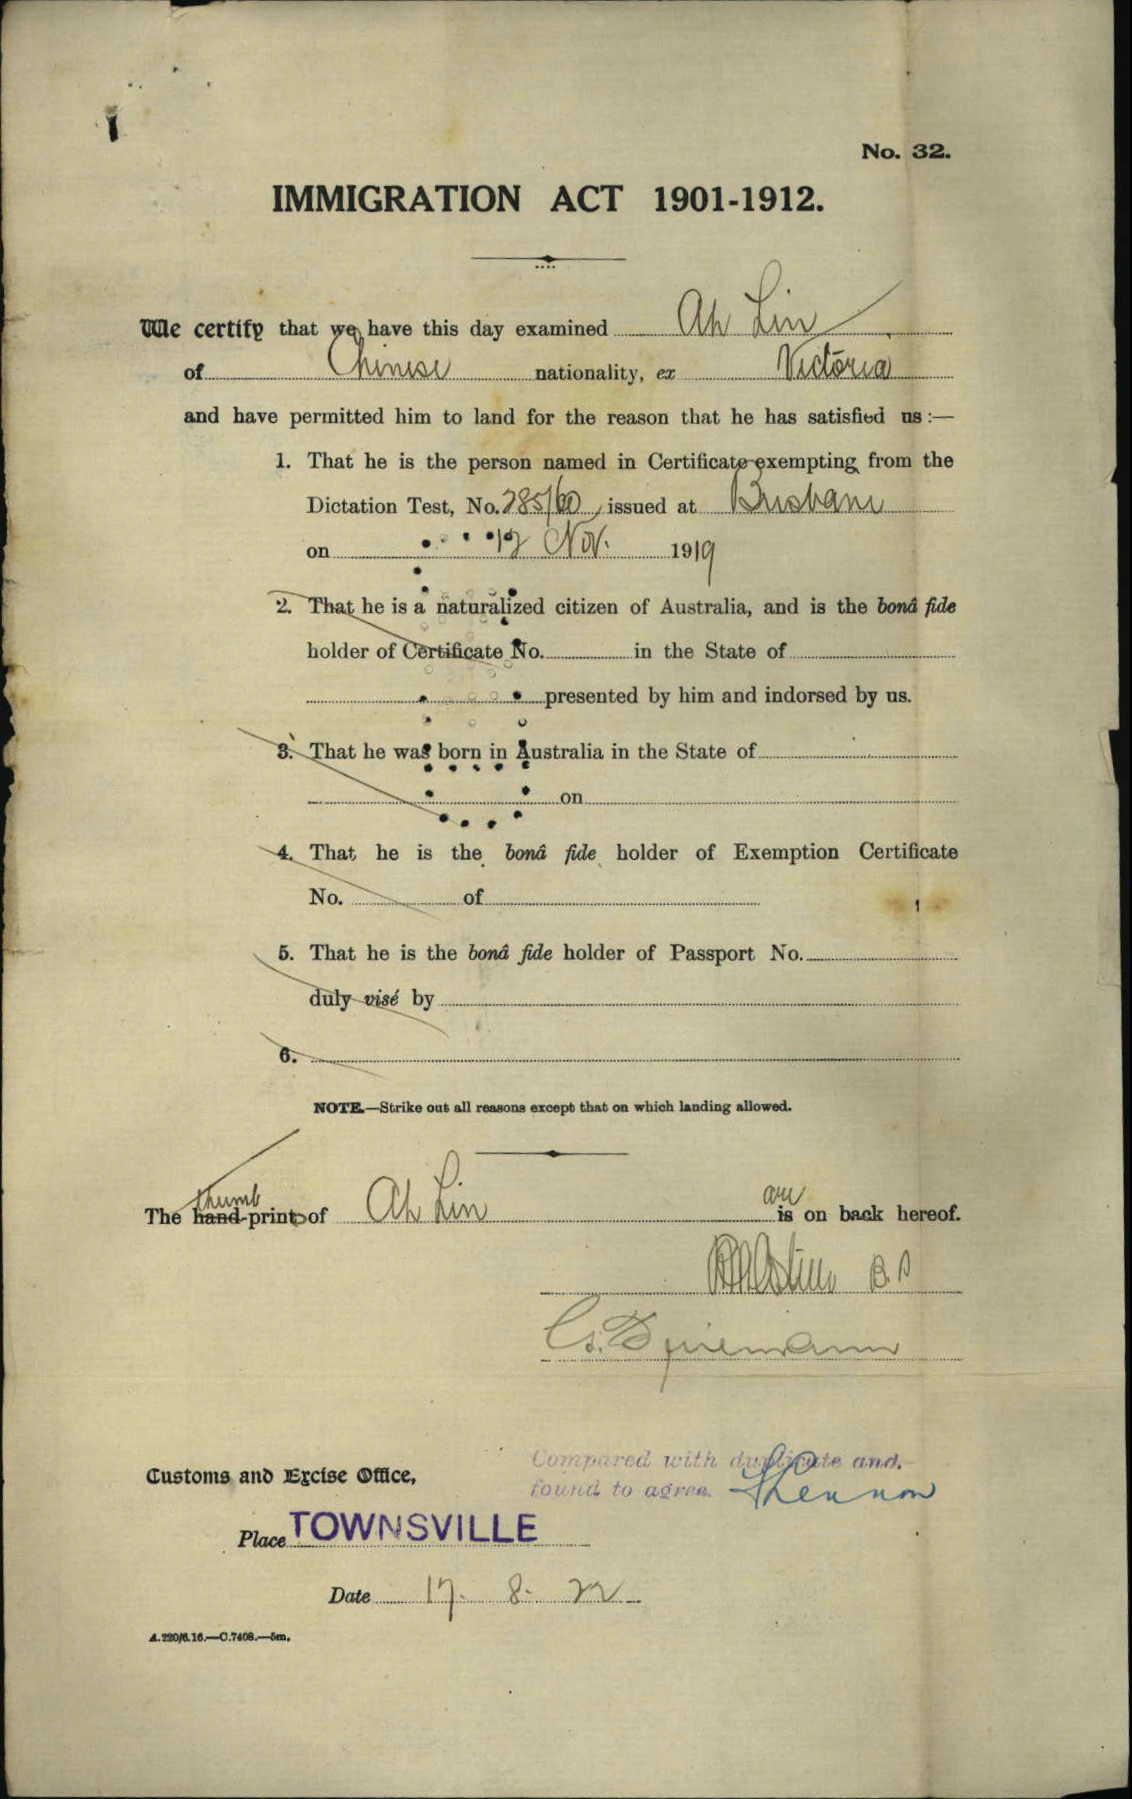 No. 32.
IMMIGRATION ACT 1901-1912.
We certify that we have this day examined Ah Lin
of Chinese nationality, ex Victoria
and have permitted him to land for the reason that he has satisfied us:—
1. That he is the person named in Certificate exempting from the
Dictation Test, No. 285/60, issued at Brisbane
on 12 Nov. 1919
2. That he is a naturalized citizen of Australia, and is the bonâ fide
holder of Certificate No. in the State of
presented by him and indorsed by us.
3. That he was born in Australia in the State of
on
4. That he is the bonâ fide holder of Exemption Certificate
No. of
5. That he is the bonâ fide holder of Passport No.
duly visé by
6.
NOTE.—Strike out all reasons except that on which landing allowed.
thumb are
The hand-prints of Ah Lin is on back hereof.
Compared with duplicate and
found to agree.
Customs and Excise Office,
Place TOWNSVILLE
Date 17. 8. 22
A.220/6.16.—C.7408.—5m.